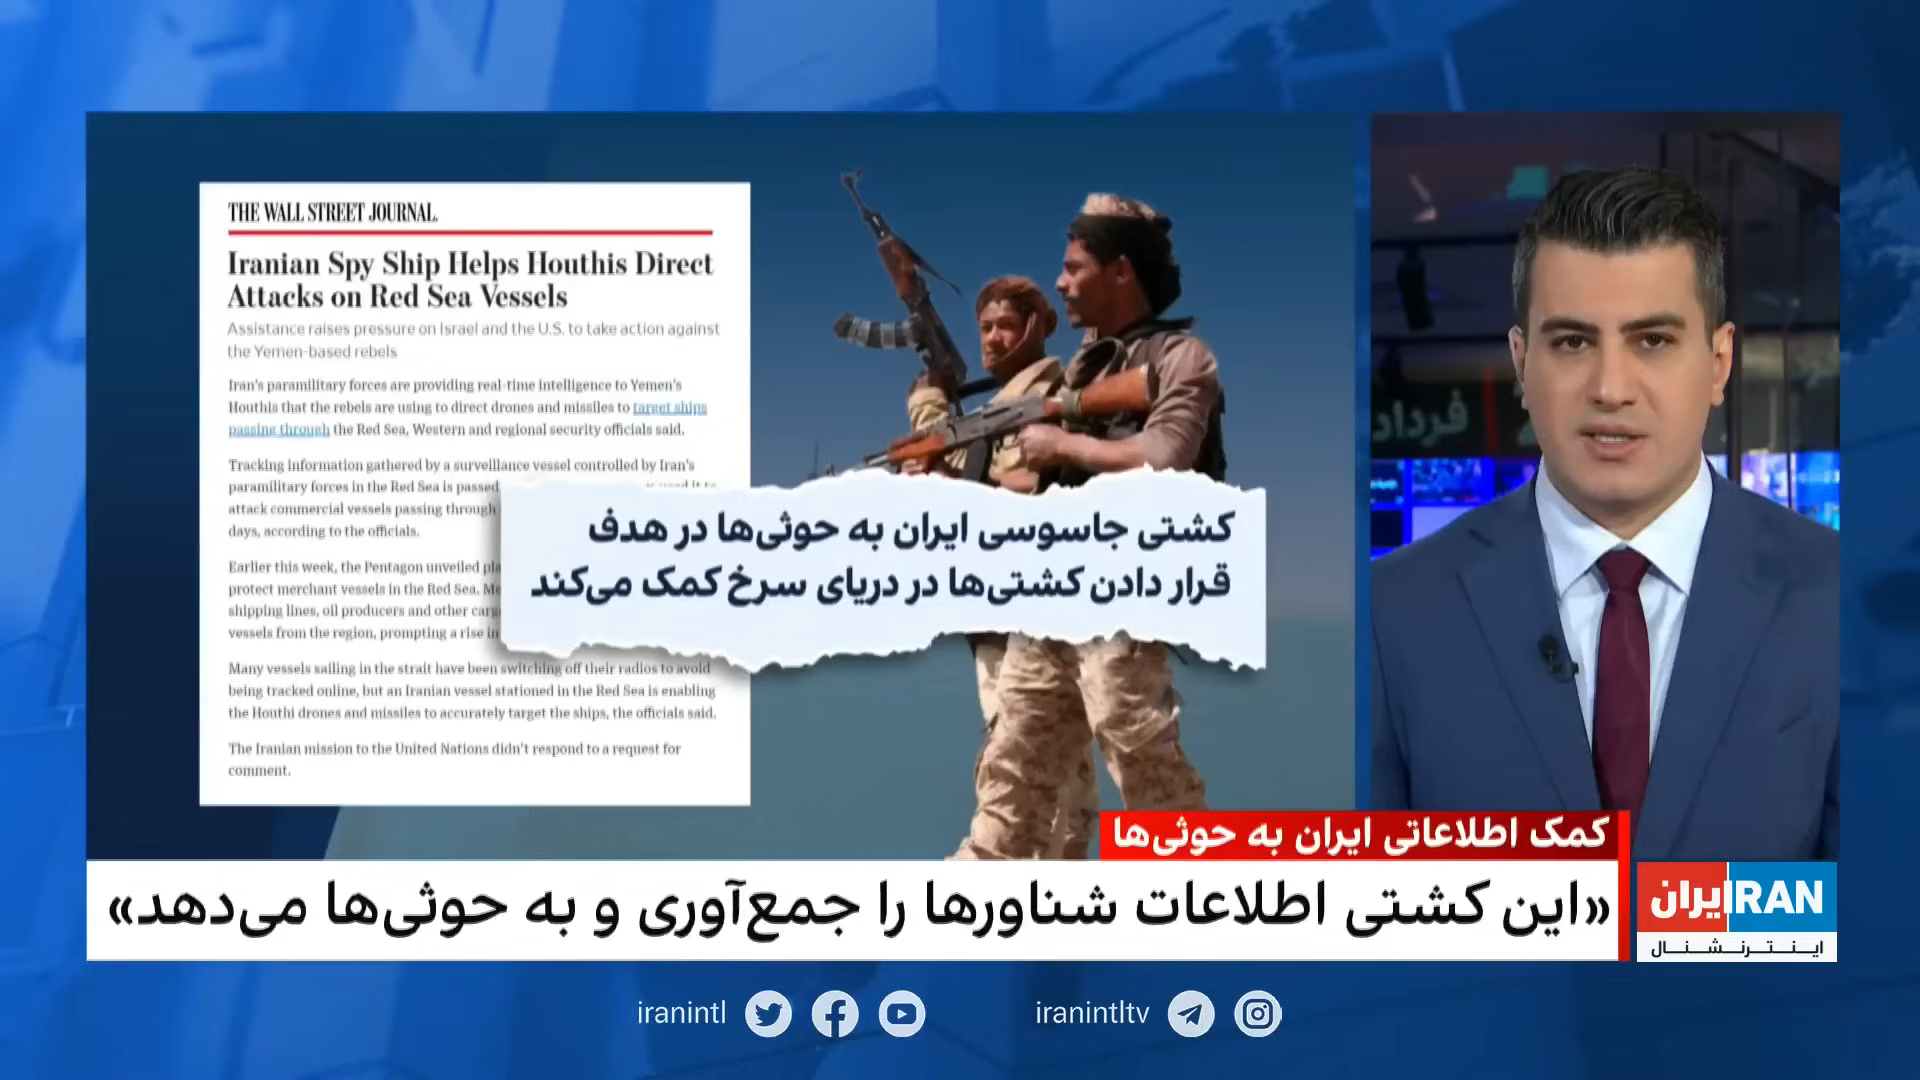 THE WALL STREET JOURNAL.
Iranian Spy Ship Helps Houthis Direct
Attacks on Red Sea Vessels
Assistance raises pressure on Israel and the U.S. to take action against
the Yemen-based rebels
Iran's paramilitary forces are providing real-time intelligence to Yemen's
Houthis that the rebels are using to direct drones and missiles to target ships
passing through the Red Sea, Western and regional security officials said.
Tracking information gathered by a surveillance vessel controlled by Iran's
paramilitary forces in the Red Sea is passed
attack commercial vessels passing through
days, according to the officials.
Earlier this week, the Pentagon unveiled
protect merchant vessels in the Red Sea.
shipping lines, oil producers and other
vessels from the region, prompting a rise in
Many vessels sailing in the strait have been switching off their radios to avoid
being tracked online, but an Iranian vessel stationed in the Red Sea is enabling
the Houthi drones and missiles to accurately target the ships, the officials said.
The Iranian mission to the United Nations didn't respond to a request for
comment.
کشتی جاسوسی ایران به حوثی‌ها در هدف
قرار دادن کشتی‌ها در دریای سرخ کمک می‌کند
فردا
کمک اطلاعاتی ایران به حوثی‌ها
«این کشتی اطلاعات شناورها را جمع‌آوری و به حوثی‌ها می‌دهد»
ایران IRAN
اینترنشنال
iranintl
iranintltv